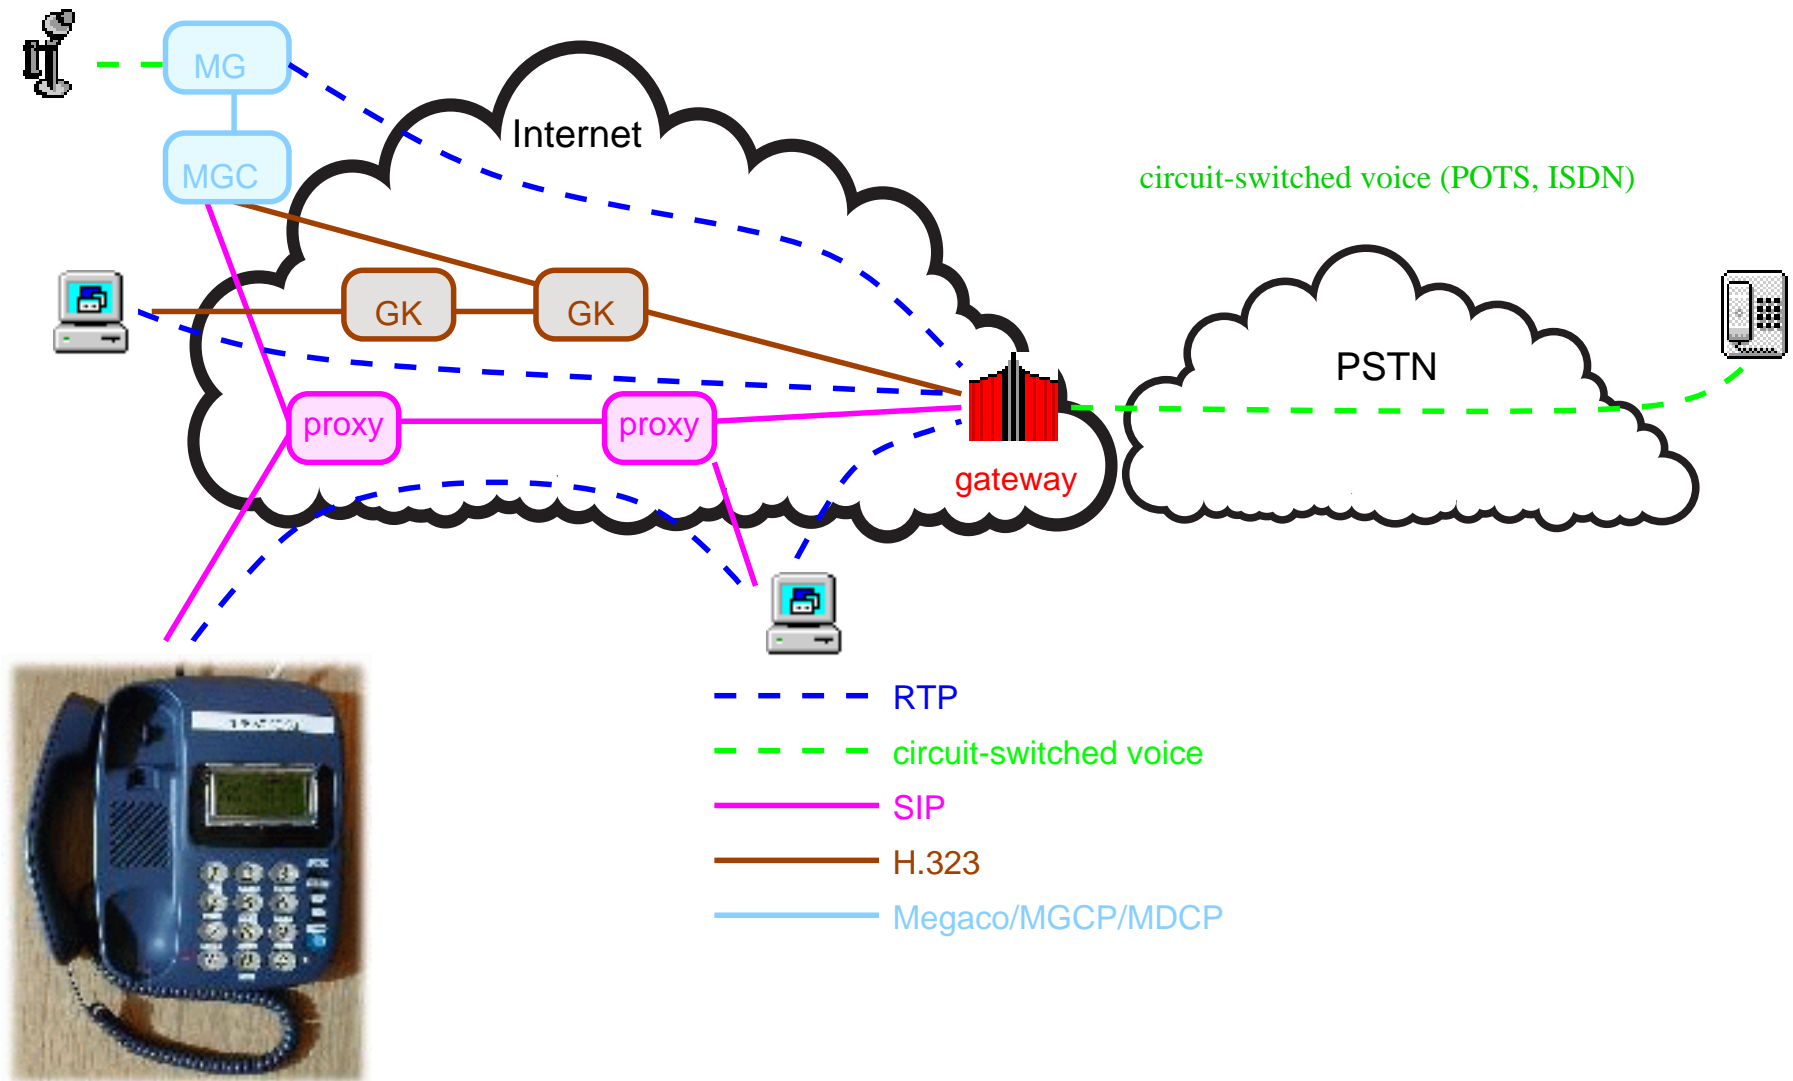 MG
Internet
MGC
circuit-switched voice (POTS, ISDN)
GK
GK
PSTN
proxy
proxy
gateway
RTP
circuit-switched voice
SIP
H.323
Megaco/MGCP/MDCP